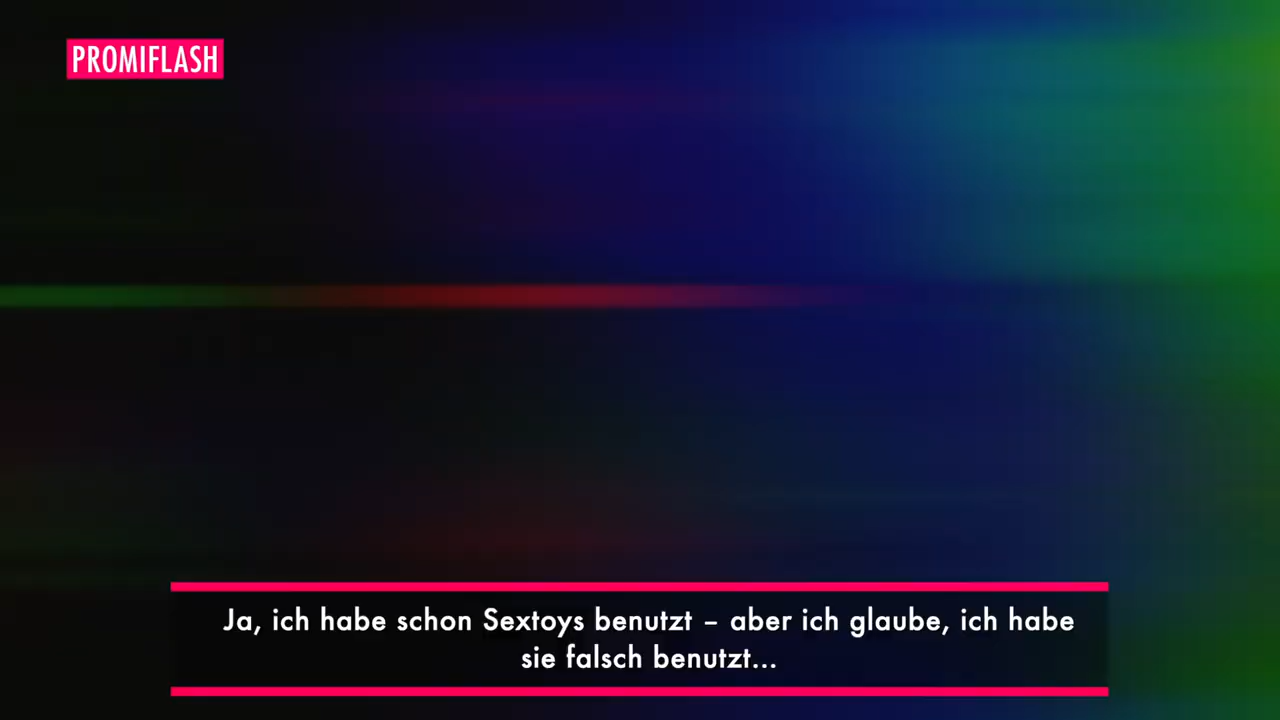 PROMIFLASH
Ja, ich habe schon Sextoys benutzt – aber ich glaube, ich habe
sie falsch benutzt...